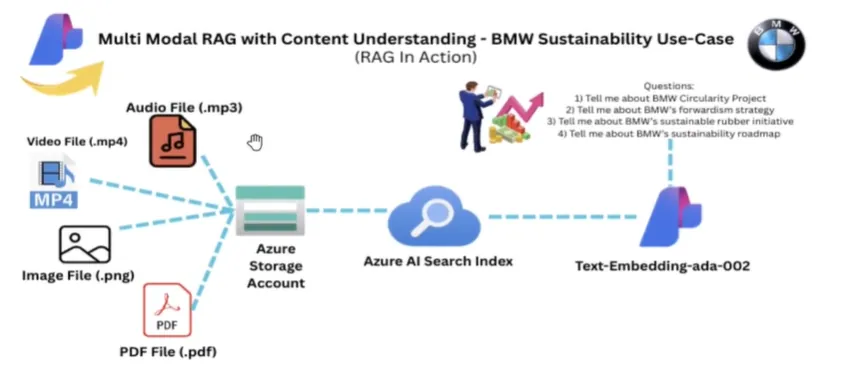 Multi Modal RAG with Content Understanding - BMW Sustainability Use-Case
(RAG In Action)
BMW
Questions:
1) Tell me about BMW Circularity Project
2) Tell me about BMW's forwardism strategy
3) Tell me about BMW's sustainable rubber initiative
4) Tell me about BMW's sustainability roadmap
Audio File (.mp3)
Video File (.mp4)
MP4
Image File (.png)
PDF
PDF File (.pdf)
Azure
Storage
Account
Azure AI Search Index
Text-Embedding-ada-002